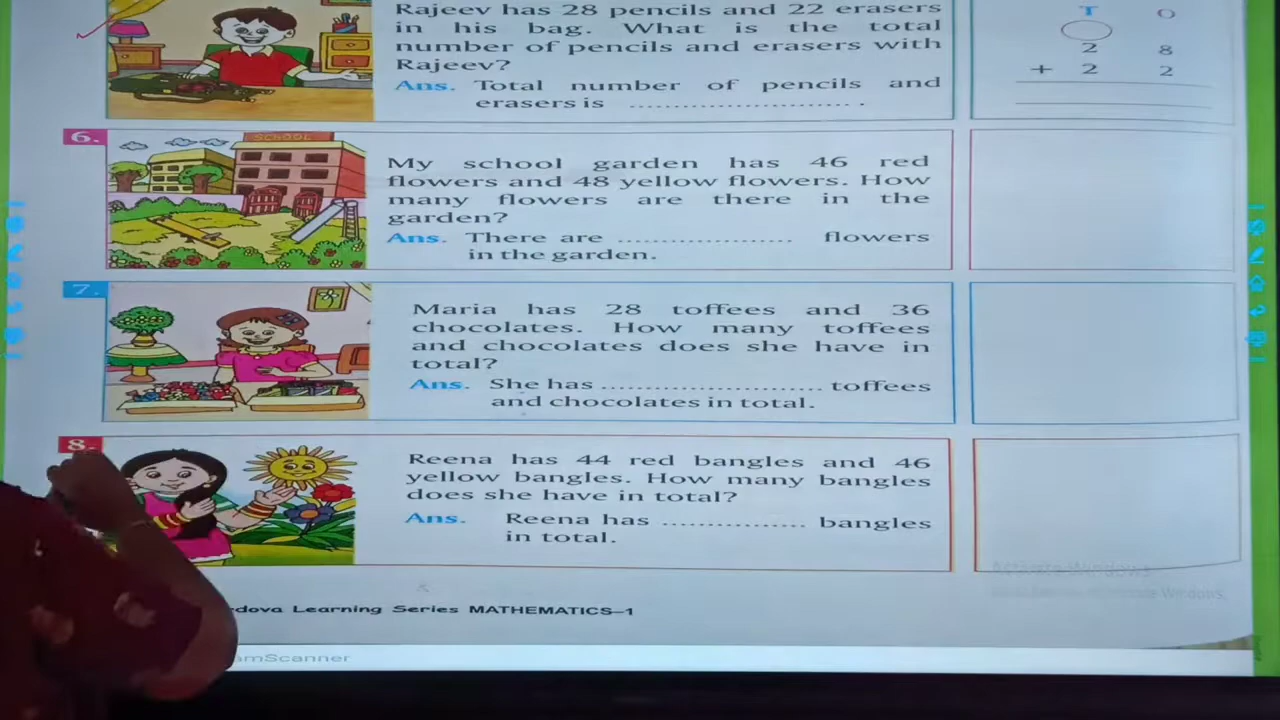 Rajeev has 28 pencils and 22 erasers
in his bag. What is the total
number of pencils and erasers with
Rajeev?
Ans. Total number of pencils and
erasers is ............................ .
T O
2 8
+ 2 2
6.
SCHOOL
My school garden has 46 red
flowers and 48 yellow flowers. How
many flowers are there in the
garden?
Ans. There are ...................... flowers
in the garden.
7.
Maria has 28 toffees and 36
chocolates. How many toffees
and chocolates does she have in
total?
Ans. She has ............................ toffees
and chocolates in total.
8.
Reena has 44 red bangles and 46
yellow bangles. How many bangles
does she have in total?
Ans. Reena has .................. bangles
in total.
Activate Windows
dova Learning Series MATHEMATICS–1
amScanner